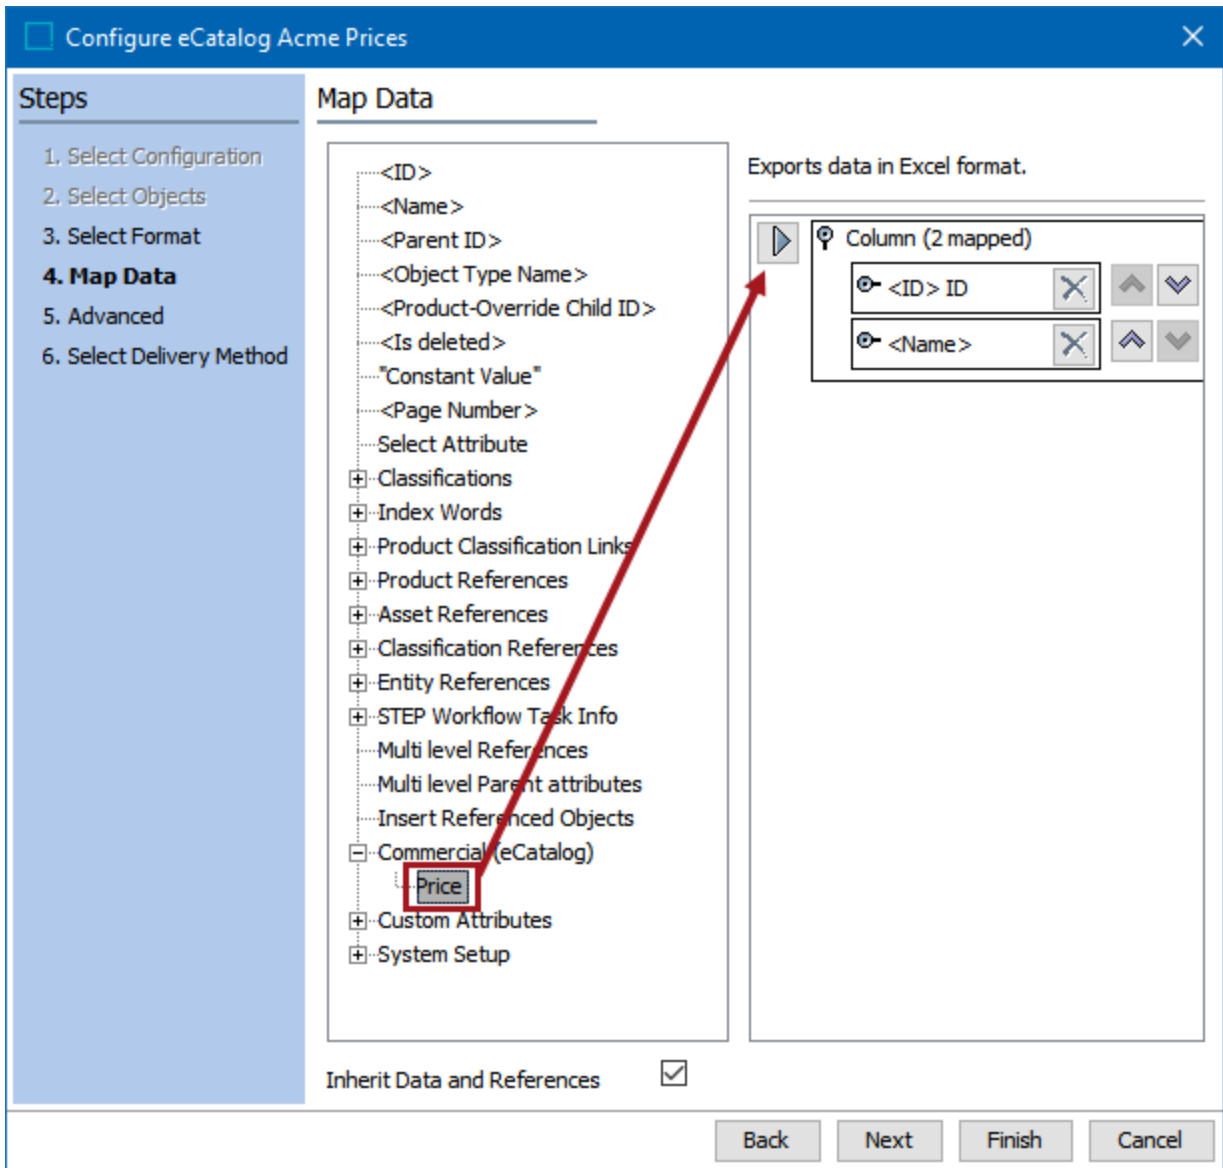 Configure eCatalog Acme Prices
Steps
1. Select Configuration
2. Select Objects
3. Select Format
4. Map Data
5. Advanced
6. Select Delivery Method
Map Data
<ID>
<Name>
<Parent ID>
<Object Type Name>
<Product-Override Child ID>
<Is deleted>
"Constant Value"
<Page Number>
Select Attribute
Classifications
Index Words
Product Classification Links
Product References
Asset References
Classification References
Entity References
STEP Workflow Task Info
Multi level References
Multi level Parent attributes
Insert Referenced Objects
Commercial (eCatalog)
Price
Custom Attributes
System Setup
Inherit Data and References
Exports data in Excel format.
Column (2 mapped)
<ID> ID
<Name>
Back
Next
Finish
Cancel